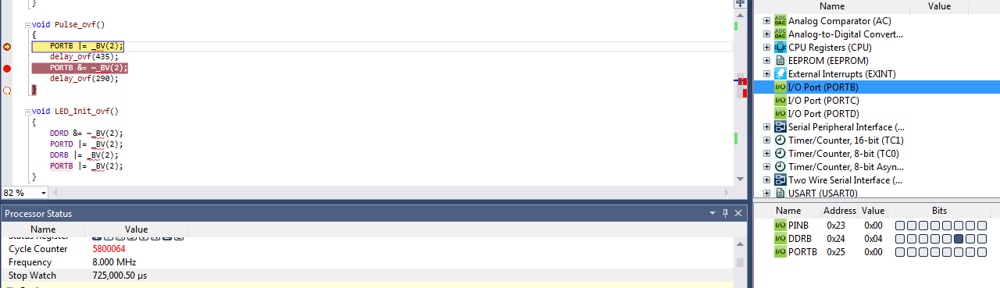 }
void Pulse_ovf()
{
PORTB |= _BV(2);
delay_ovf(435);
PORTB &= ~_BV(2);
delay_ovf(290);
}
void LED_Init_ovf()
{
DDRD &= ~_BV(2);
PORTD |= _BV(2);
DDRB |= _BV(2);
PORTB |= _BV(2);
}
82 %
Processor Status
Name Value
Status Register
Cycle Counter 5800064
Frequency 8.000 MHz
Stop Watch 725,000.50 µs
Name Value
Analog Comparator (AC)
Analog-to-Digital Convert...
CPU Registers (CPU)
EEPROM (EEPROM)
External Interrupts (EXINT)
I/O Port (PORTB)
I/O Port (PORTC)
I/O Port (PORTD)
Serial Peripheral Interface (...
Timer/Counter, 16-bit (TC1)
Timer/Counter, 8-bit (TC0)
Timer/Counter, 8-bit Asyn...
Two Wire Serial Interface (...
USART (USART0)
Name Address Value Bits
I/O PINB 0x23 0x00
I/O DDRB 0x24 0x04
I/O PORTB 0x25 0x00